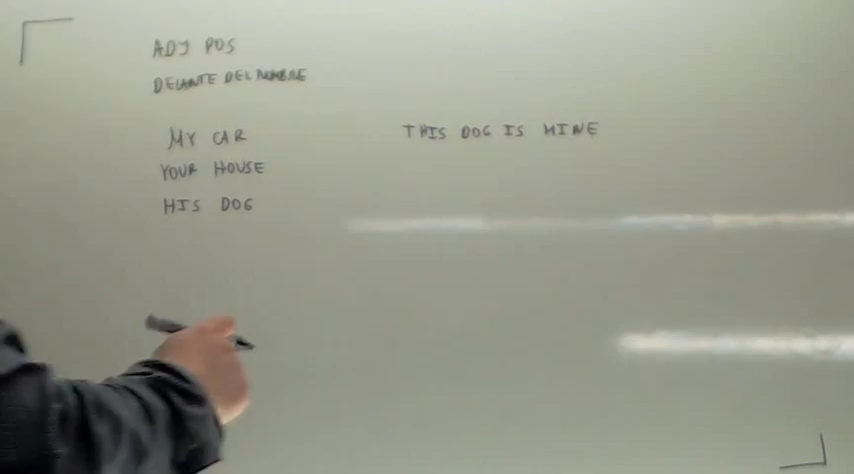 ADJ POS
DELANTE DEL NOMBRE
MY CAR
THIS DOG IS MINE
YOUR HOUSE
HIS DOG